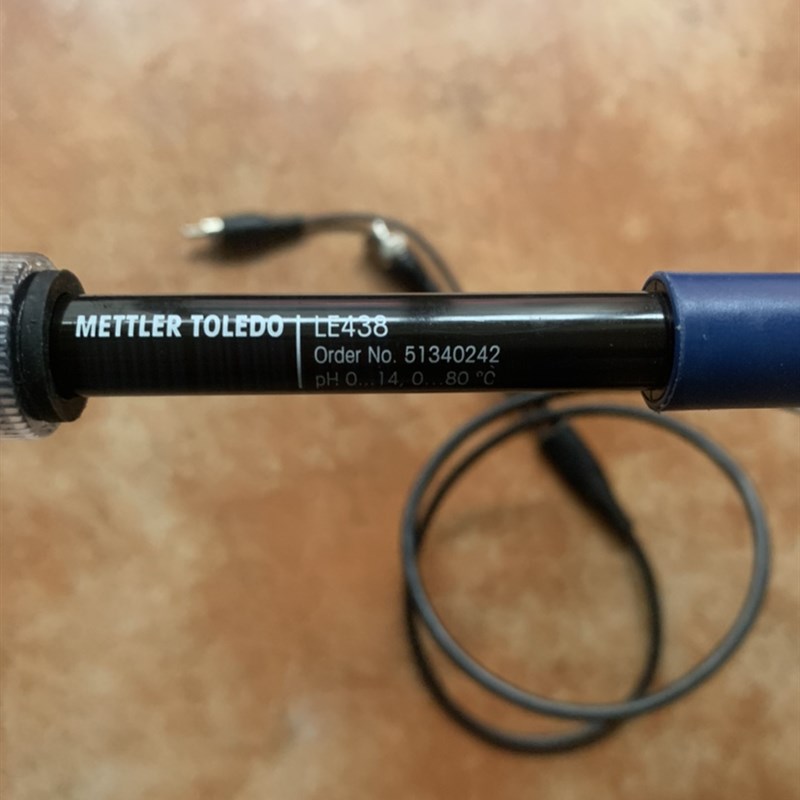 METTLER TOLEDO | LE438
Order No. 51340242
pH 0...14, 0...80 °C